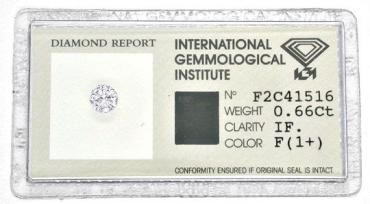 DIAMOND REPORT
INTERNATIONAL
GEMMOLOGICAL
INSTITUTE
IGI
Nº F2C41516
WEIGHT 0.66Ct
CLARITY IF.
COLOR F(1+)
CONFORMITY ENSURED IF ORIGINAL SEAL IS INTACT.